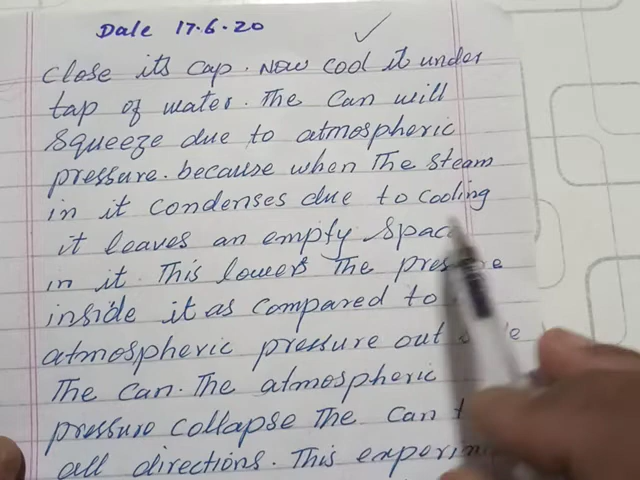 Dale 17.6.20
close its cap. Now cool it under
tap of water. The can will
squeeze due to atmospheric
pressure. because when The steam
in it condenses due to cooling
it leaves an empty
in it. This lowers The
inside it as compared to
atmospheric pressure out
The can. The atmospheric
pressure collapse The can
all directions. This